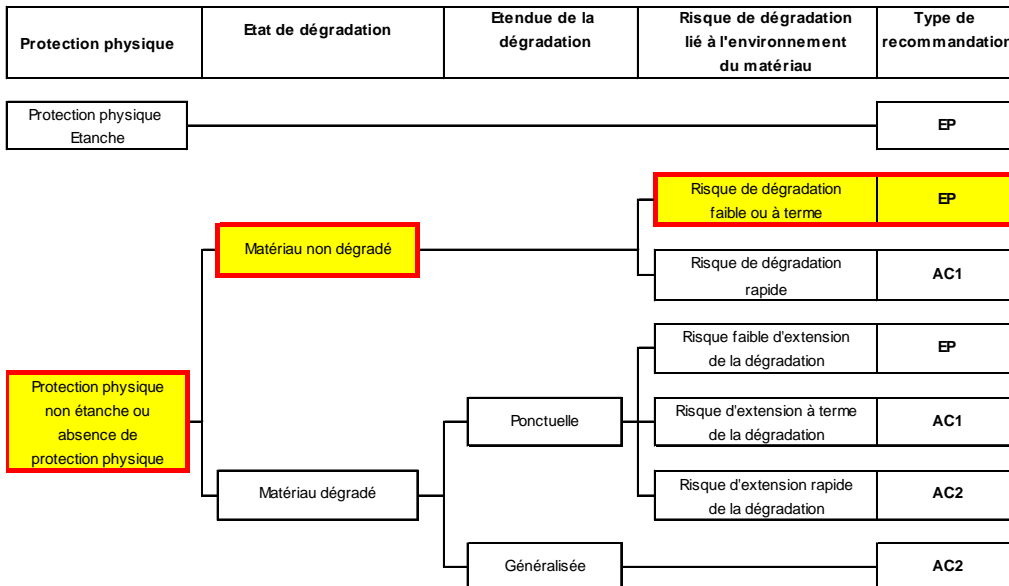 Protection physique
Etat de dégradation
Etendue de la
dégradation
Risque de dégradation
lié à l'environnement
du matériau
Type de
recommandation
Protection physique
Etanche
EP
Risque de dégradation
faible ou à terme
EP
Matériau non dégradé
Risque de dégradation
rapide
AC1
Risque faible d'extension
de la dégradation
EP
Protection physique
non étanche ou
absence de
protection physique
Ponctuelle
Risque d'extension à terme
de la dégradation
AC1
Matériau dégradé
Risque d'extension rapide
de la dégradation
AC2
Généralisée
AC2